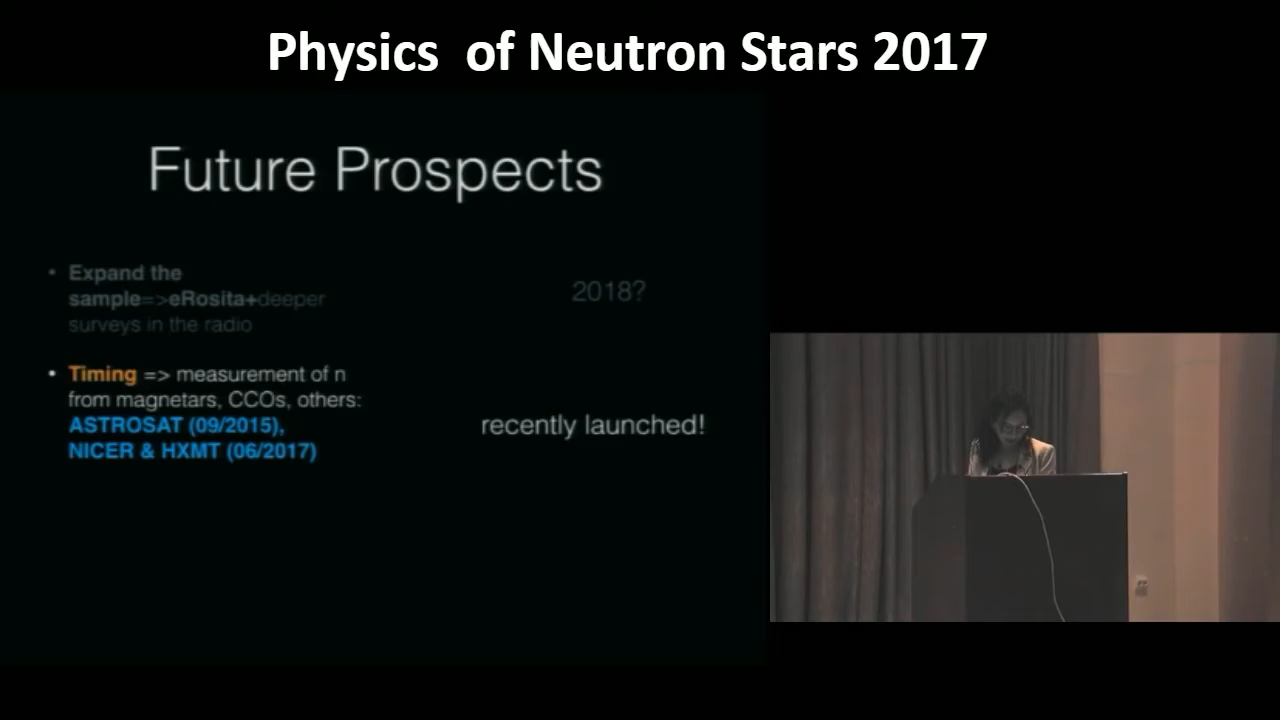 Physics of Neutron Stars 2017
Future Prospects
• Expand the
sample=>eRosita+deeper
surveys in the radio
2018?
• Timing => measurement of n
from magnetars, CCOs, others:
ASTROSAT (09/2015),
NICER & HXMT (06/2017)
recently launched!